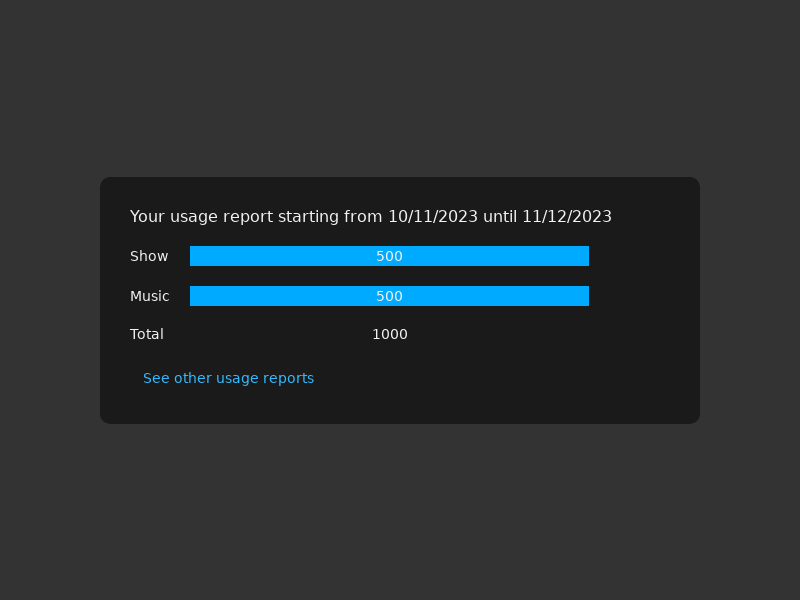 Your usage report starting from 10/11/2023 until 11/12/2023
Show 500
Music 500
Total 1000
See other usage reports